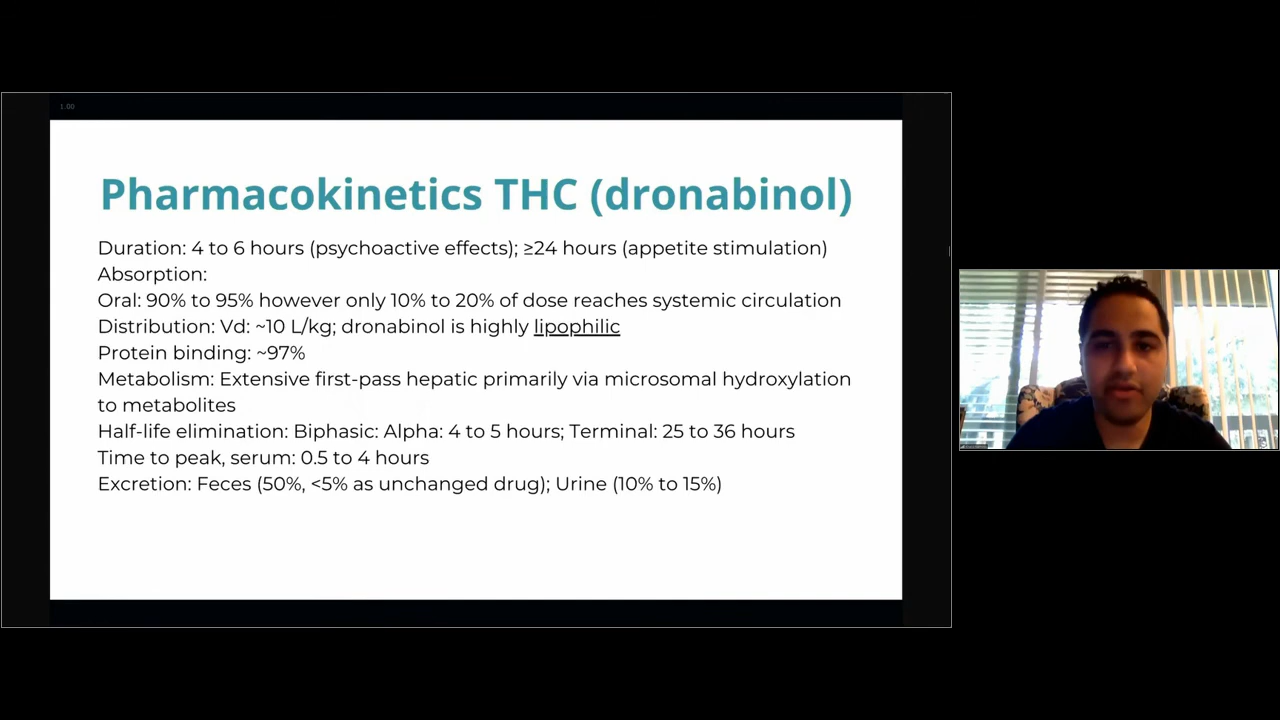 1.00
Pharmacokinetics THC (dronabinol)
Duration: 4 to 6 hours (psychoactive effects); ≥24 hours (appetite stimulation)
Absorption:
Oral: 90% to 95% however only 10% to 20% of dose reaches systemic circulation
Distribution: Vd: ~10 L/kg; dronabinol is highly lipophilic
Protein binding: ~97%
Metabolism: Extensive first-pass hepatic primarily via microsomal hydroxylation
to metabolites
Half-life elimination: Biphasic: Alpha: 4 to 5 hours; Terminal: 25 to 36 hours
Time to peak, serum: 0.5 to 4 hours
Excretion: Feces (50%, <5% as unchanged drug); Urine (10% to 15%)